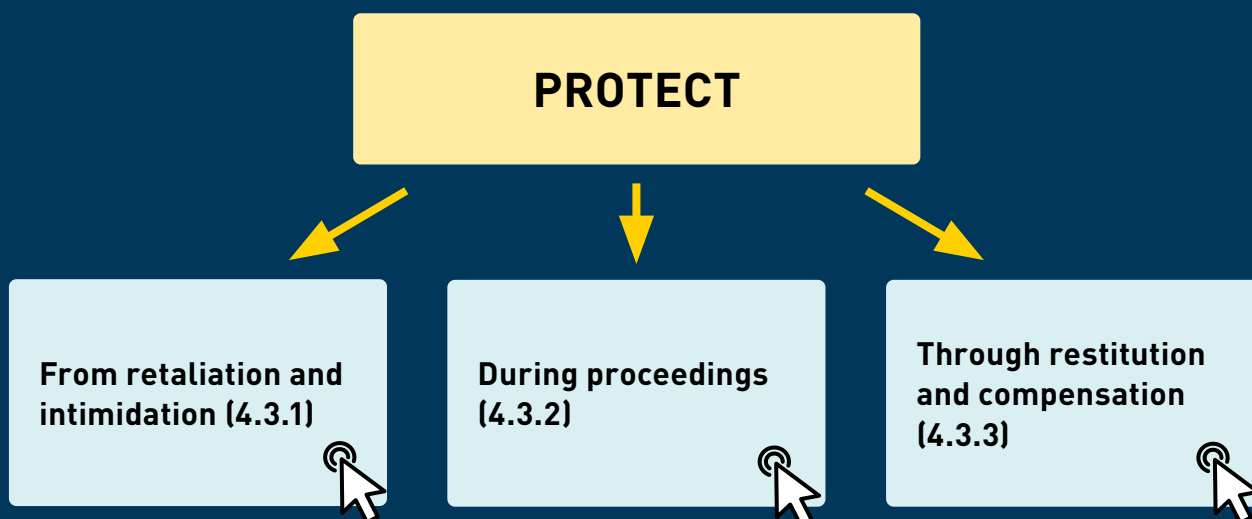 PROTECT
From retaliation and
intimidation (4.3.1)
During proceedings
(4.3.2)
Through restitution
and compensation
(4.3.3)